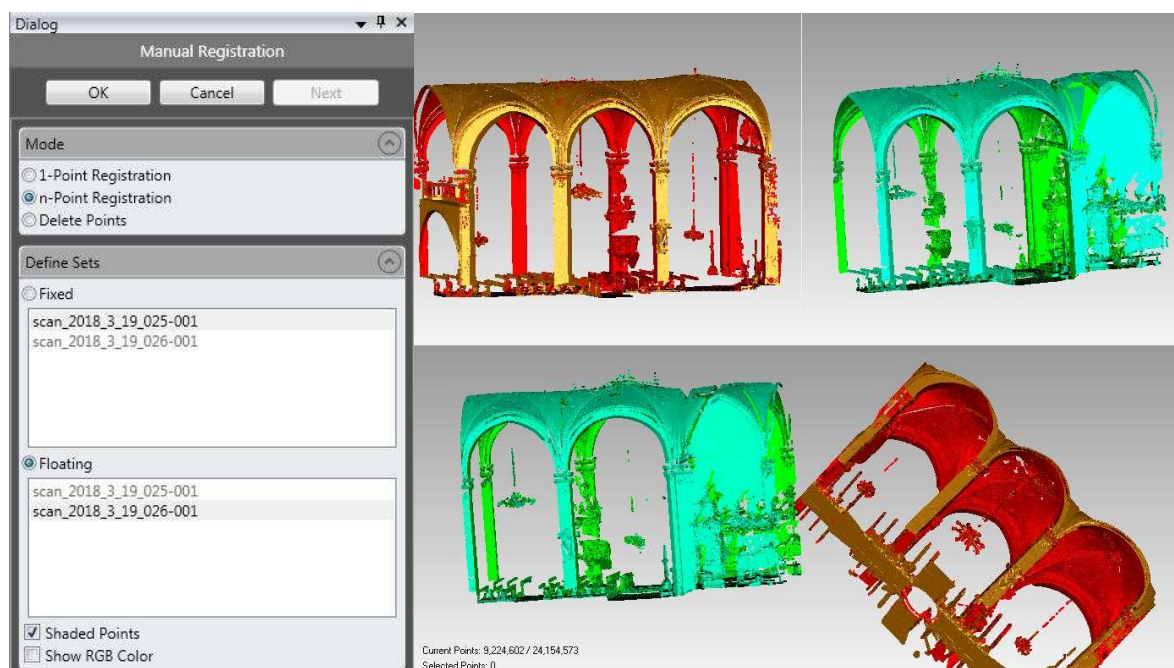 Dialog
Manual Registration
OK Cancel Next
Mode
1-Point Registration
n-Point Registration
Delete Points
Define Sets
Fixed
scan_2018_3_19_025-001
scan_2018_3_19_026-001
Floating
scan_2018_3_19_025-001
scan_2018_3_19_026-001
Shaded Points
Show RGB Color
Current Points: 9,224,602 / 24,154,573
Selected Points: 0